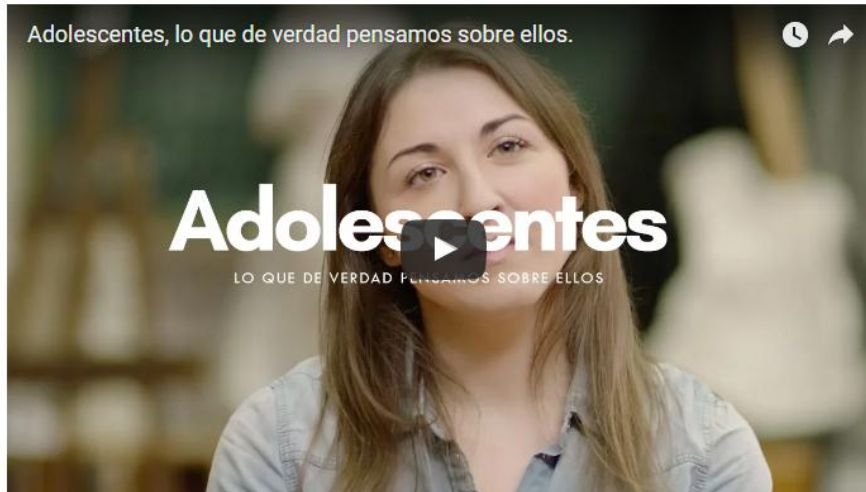 Adolescentes, lo que de verdad pensamos sobre ellos.
Adolescentes
LO QUE DE VERDAD PENSAMOS SOBRE ELLOS